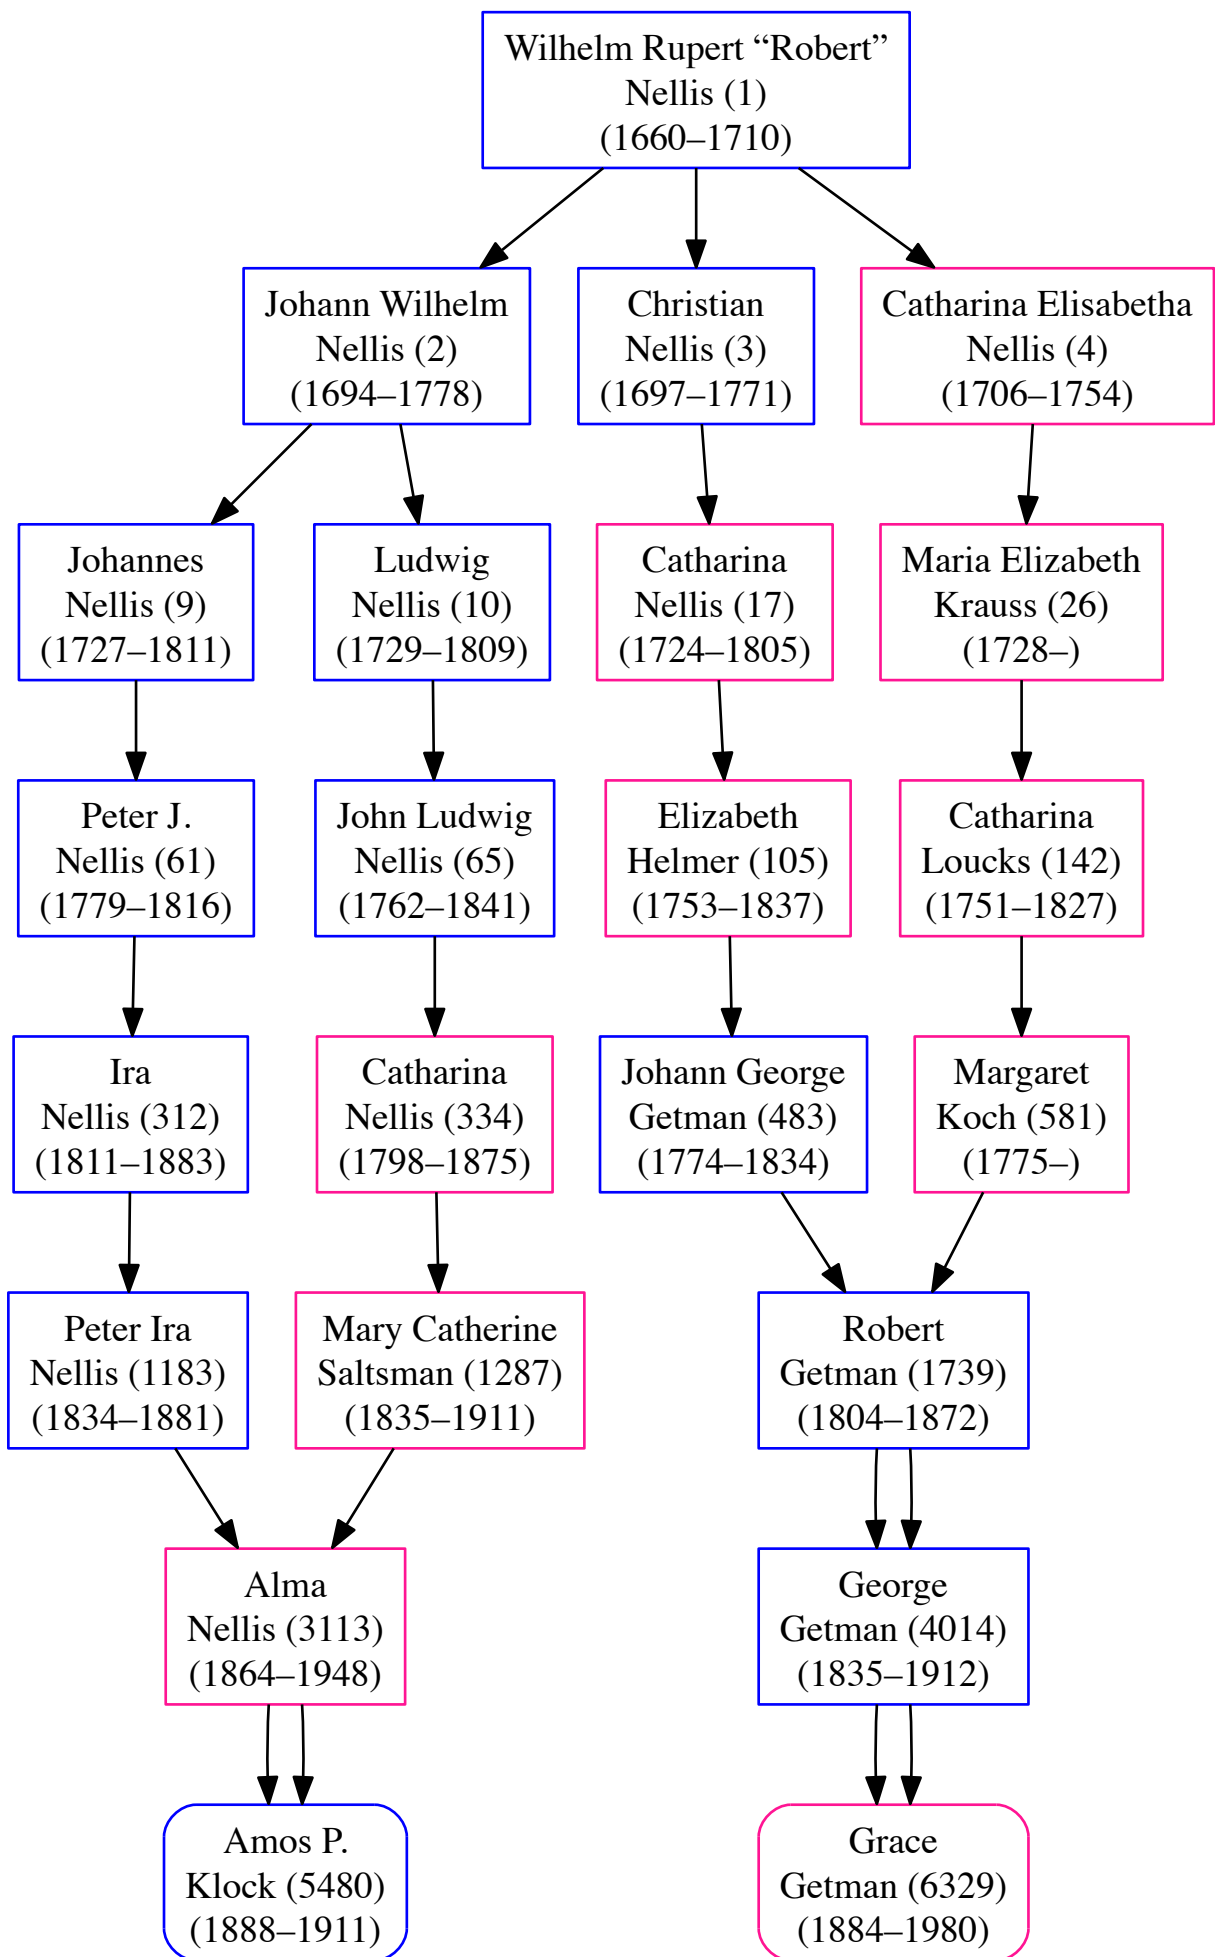 Wilhelm Rupert “Robert”
Nellis (1)
(1660–1710)
Johann Wilhelm
Nellis (2)
(1694–1778)
Christian
Nellis (3)
(1697–1771)
Catharina Elisabetha
Nellis (4)
(1706–1754)
Johannes
Nellis (9)
(1727–1811)
Ludwig
Nellis (10)
(1729–1809)
Catharina
Nellis (17)
(1724–1805)
Maria Elizabeth
Krauss (26)
(1728–)
Peter J.
Nellis (61)
(1779–1816)
John Ludwig
Nellis (65)
(1762–1841)
Elizabeth
Helmer (105)
(1753–1837)
Catharina
Loucks (142)
(1751–1827)
Ira
Nellis (312)
(1811–1883)
Catharina
Nellis (334)
(1798–1875)
Johann George
Getman (483)
(1774–1834)
Margaret
Koch (581)
(1775–)
Peter Ira
Nellis (1183)
(1834–1881)
Mary Catherine
Saltsman (1287)
(1835–1911)
Robert
Getman (1739)
(1804–1872)
Alma
Nellis (3113)
(1864–1948)
George
Getman (4014)
(1835–1912)
Amos P.
Klock (5480)
(1888–1911)
Grace
Getman (6329)
(1884–1980)